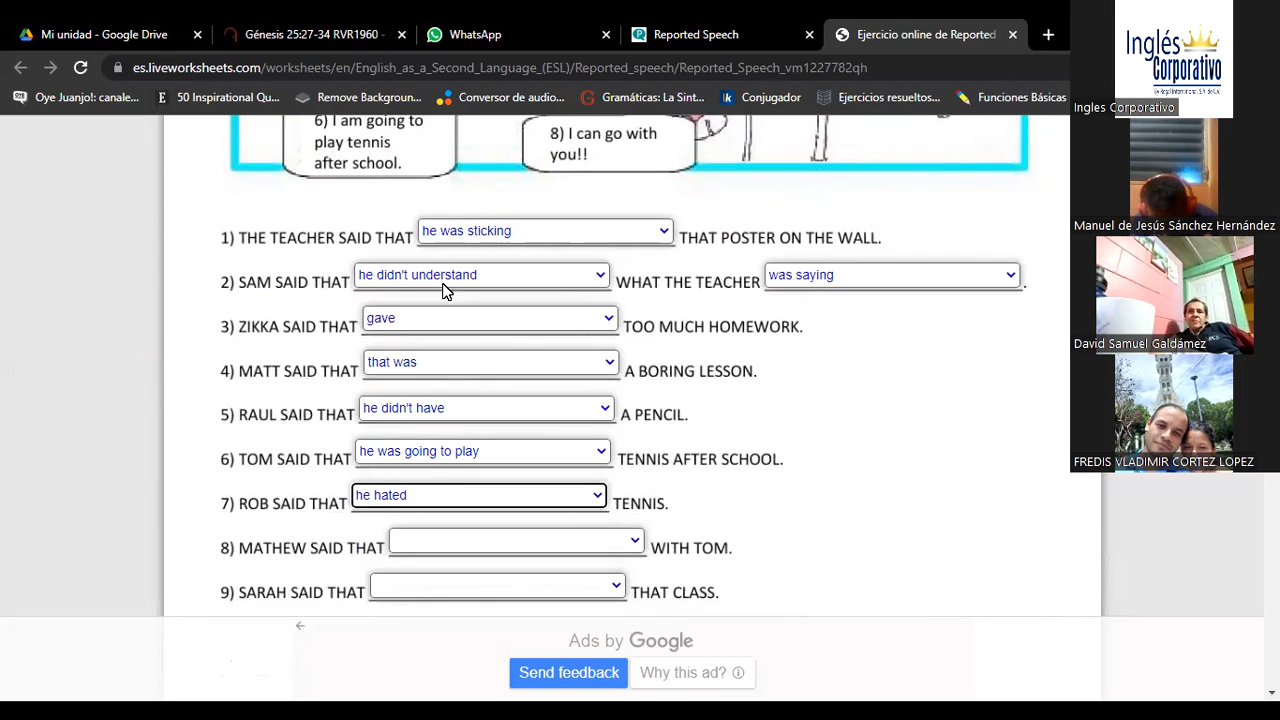 Mi unidad - Google Drive
Génesis 25:27-34 RVR1960 -
WhatsApp
Reported Speech
Ejercicio online de Reported
es.liveworksheets.com/worksheets/en/English_as_a_Second_Language_(ESL)/Reported_speech/Reported_Speech_vm1227782qh
Oye Juanjo!: canale...
50 Inspirational Qu...
Remove Background...
Conversor de audio...
Gramáticas: La Sint...
Conjugador
Ejercicios resueltos...
Funciones Básicas
6) I am going to
play tennis
after school.
8) I can go with
you!!
1) THE TEACHER SAID THAT he was sticking THAT POSTER ON THE WALL.
2) SAM SAID THAT he didn't understand WHAT THE TEACHER was saying .
3) ZIKKA SAID THAT gave TOO MUCH HOMEWORK.
4) MATT SAID THAT that was A BORING LESSON.
5) RAUL SAID THAT he didn't have A PENCIL.
6) TOM SAID THAT he was going to play TENNIS AFTER SCHOOL.
7) ROB SAID THAT he hated TENNIS.
8) MATHEW SAID THAT WITH TOM.
9) SARAH SAID THAT THAT CLASS.
Ads by Google
Send feedback
Why this ad?
Inglés
Corporativo
Ingles Corporativo
Manuel de Jesús Sánchez Hernández
David Samuel Galdámez
FREDIS VLADIMIR CORTEZ LOPEZ